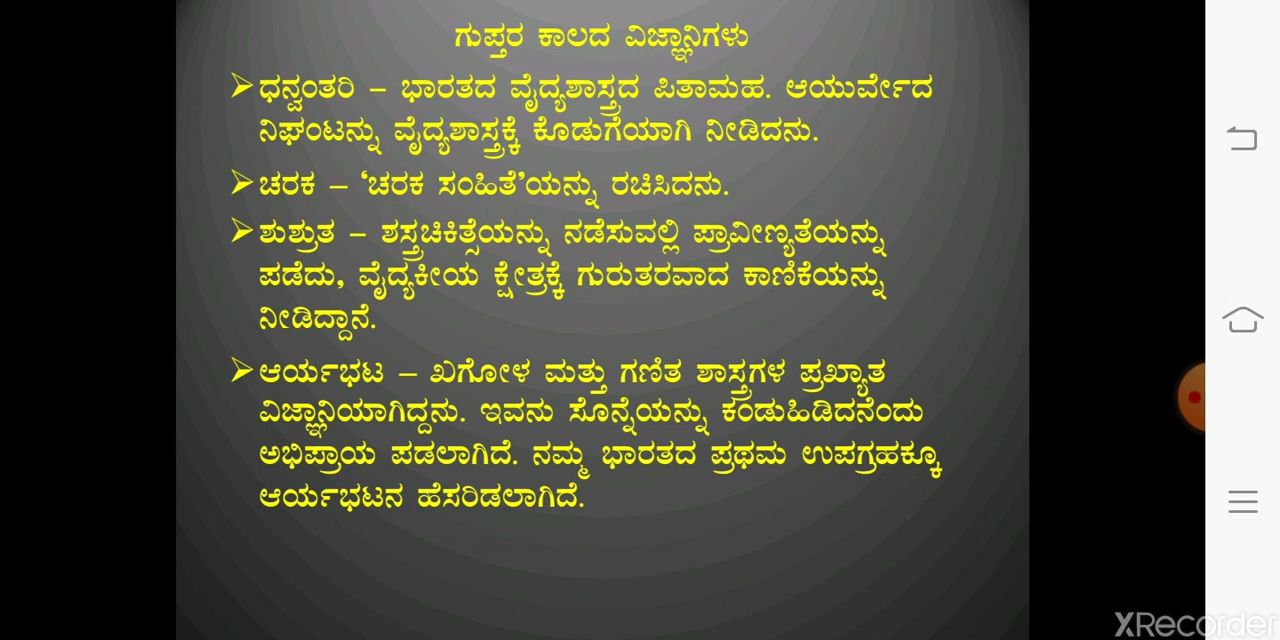 ಗುಪ್ತರ ಕಾಲದ ವಿಜ್ಞಾನಿಗಳು
➢ಧನ್ವಂತರಿ – ಭಾರತದ ವೈದ್ಯಶಾಸ್ತ್ರದ ಪಿತಾಮಹ. ಆಯುರ್ವೇದ
ನಿಘಂಟನ್ನು ವೈದ್ಯಶಾಸ್ತ್ರಕ್ಕೆ ಕೊಡುಗೆಯಾಗಿ ನೀಡಿದನು.
➢ಚರಕ – ‘ಚರಕ ಸಂಹಿತೆ’ಯನ್ನು ರಚಿಸಿದನು.
➢ಶುಶ್ರುತ – ಶಸ್ತ್ರಚಿಕಿತ್ಸೆಯನ್ನು ನಡೆಸುವಲ್ಲಿ ಪ್ರಾವೀಣ್ಯತೆಯನ್ನು
ಪಡೆದು, ವೈದ್ಯಕೀಯ ಕ್ಷೇತ್ರಕ್ಕೆ ಗುರುತರವಾದ ಕಾಣಿಕೆಯನ್ನು
ನೀಡಿದ್ದಾನೆ.
➢ಆರ್ಯಭಟ – ಖಗೋಳ ಮತ್ತು ಗಣಿತ ಶಾಸ್ತ್ರಗಳ ಪ್ರಖ್ಯಾತ
ವಿಜ್ಞಾನಿಯಾಗಿದ್ದನು. ಇವನು ಸೊನ್ನೆಯನ್ನು ಕಂಡುಹಿಡಿದನೆಂದು
ಅಭಿಪ್ರಾಯ ಪಡಲಾಗಿದೆ. ನಮ್ಮ ಭಾರತದ ಪ್ರಥಮ ಉಪಗ್ರಹಕ್ಕೂ
ಆರ್ಯಭಟನ ಹೆಸರಿಡಲಾಗಿದೆ.
XRecorder